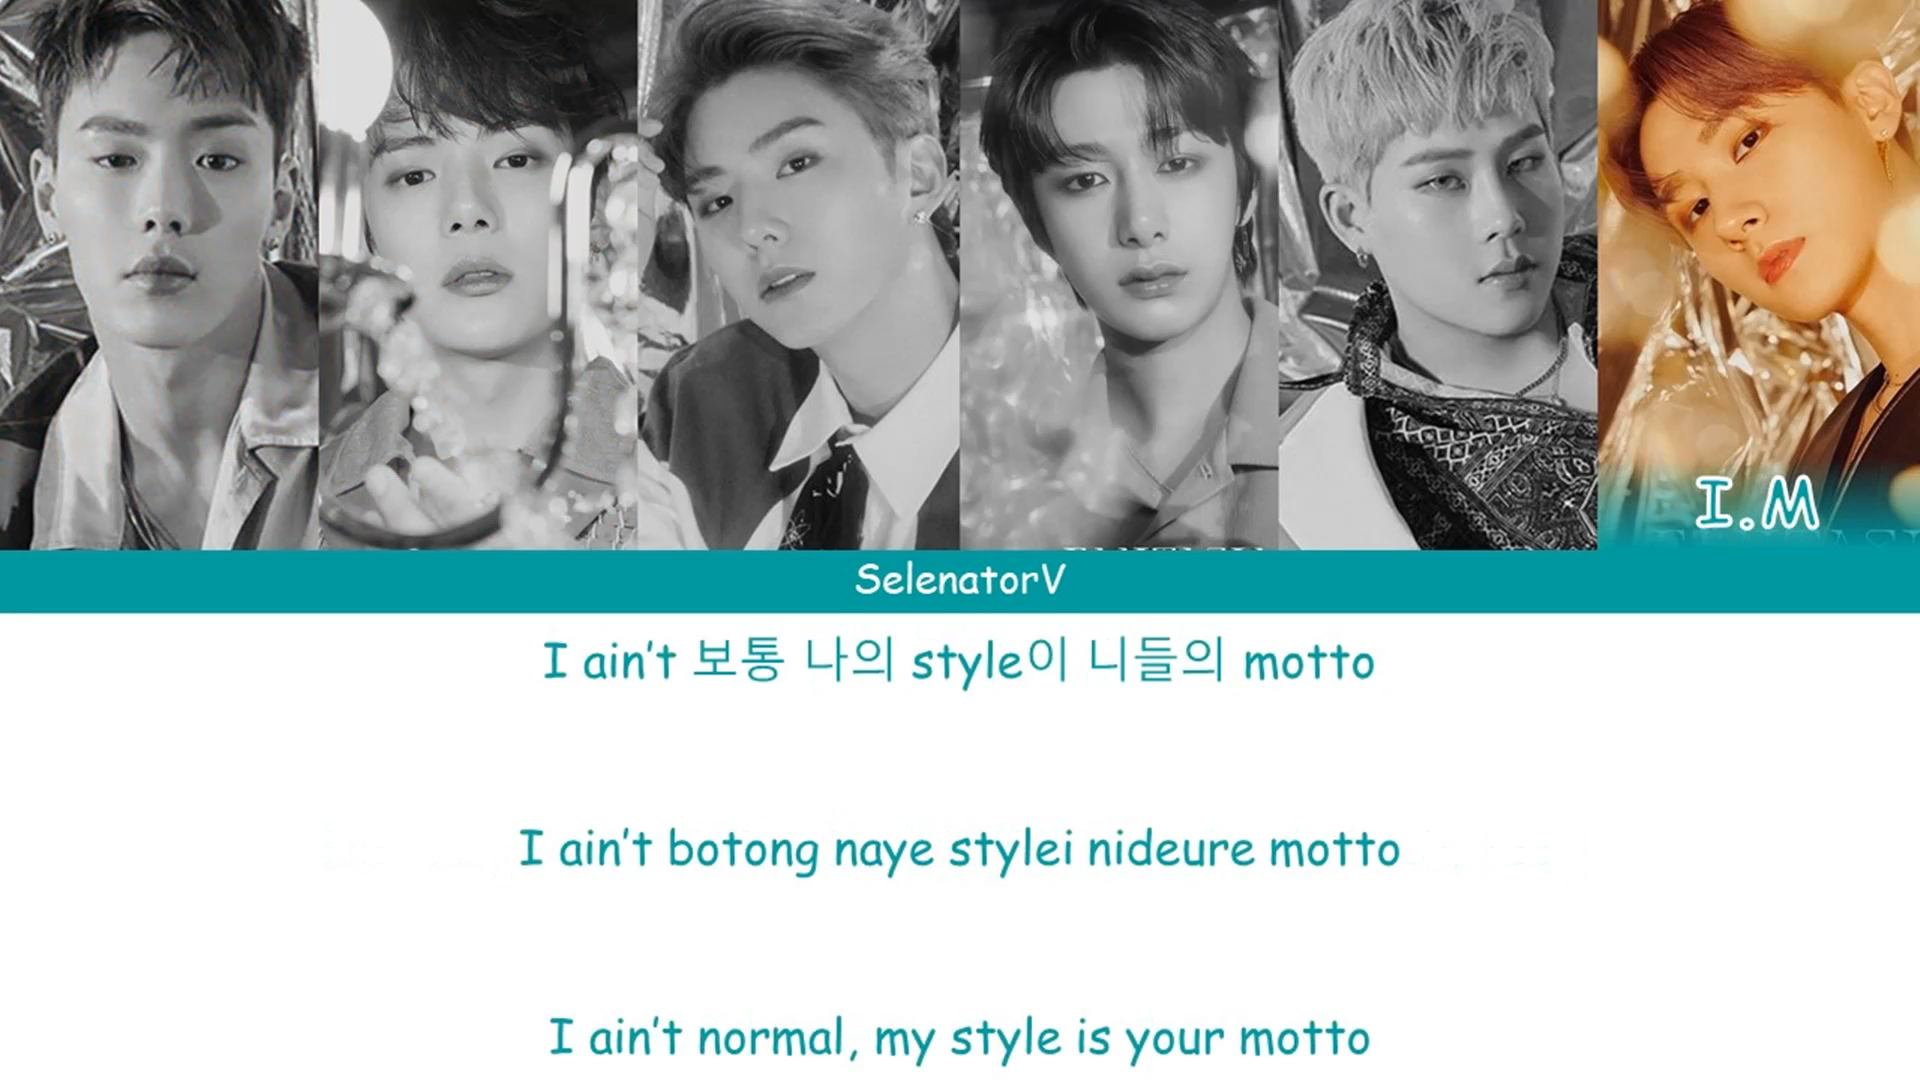 I.M
SelenatorV
I ain't 보통 나의 style이 니들의 motto
I ain't botong naye stylei nideure motto
I ain't normal, my style is your motto